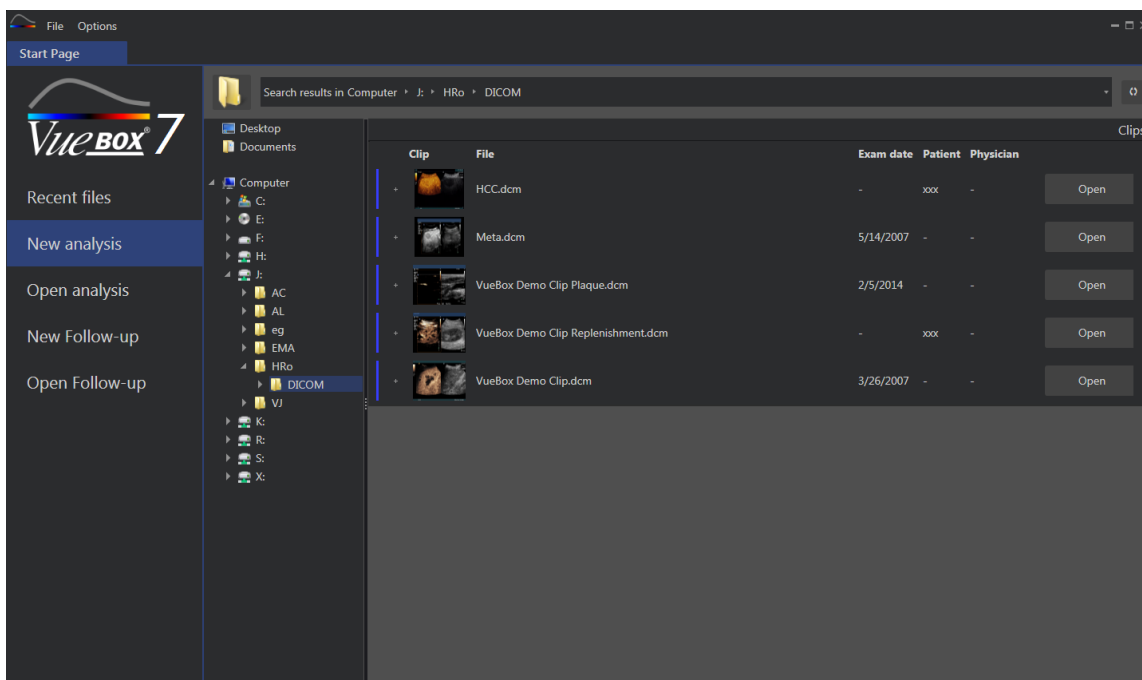 File Options
Start Page
VUEBOX® 7
Recent files
New analysis
Open analysis
New Follow-up
Open Follow-up
Search results in Computer J: HRo DICOM
Desktop
Documents
Computer
C:
E:
F:
H:
J:
AC
AL
eg
EMA
HRo
DICOM
VJ
K:
R:
S:
X:
Clips
Clip File Exam date Patient Physician
+ HCC.dcm - xxx - Open
+ Meta.dcm 5/14/2007 - - Open
+ VueBox Demo Clip Plaque.dcm 2/5/2014 - - Open
+ VueBox Demo Clip Replenishment.dcm - xxx - Open
+ VueBox Demo Clip.dcm 3/26/2007 - - Open